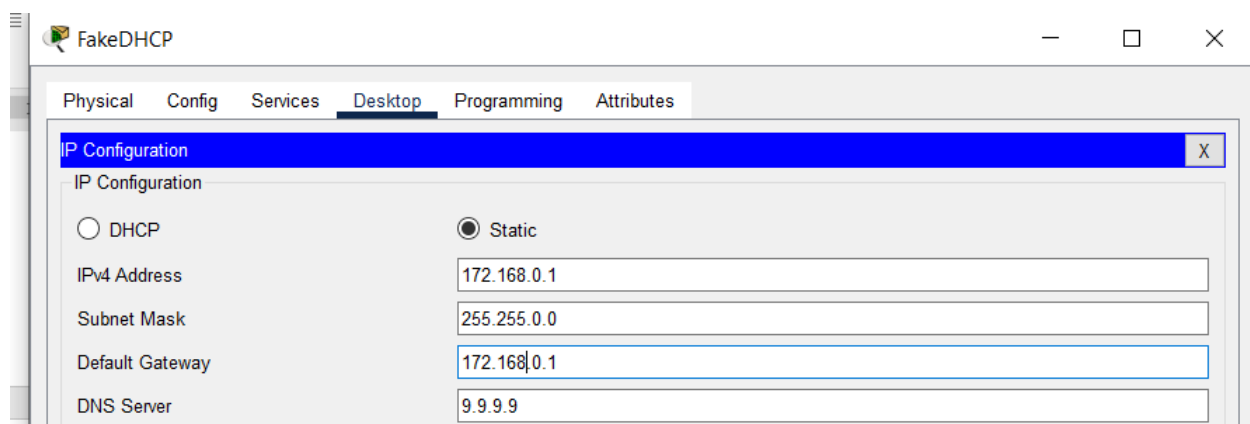 FakeDHCP
Physical Config Services Desktop Programming Attributes
IP Configuration X
IP Configuration
DHCP Static
IPv4 Address 172.168.0.1
Subnet Mask 255.255.0.0
Default Gateway 172.168.0.1
DNS Server 9.9.9.9